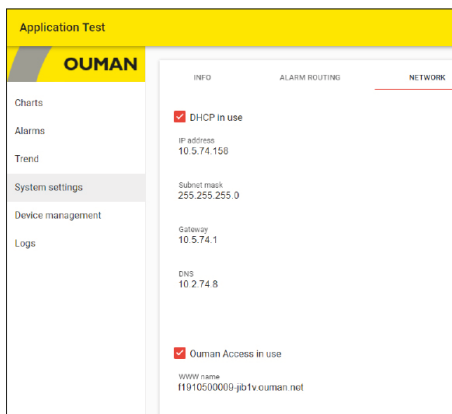 Application Test
OUMAN
INFO ALARM ROUTING NETWORK
Charts
Alarms
Trend
System settings
Device management
Logs
DHCP in use
IP address
10.5.74.158
Subnet mask
255.255.255.0
Gateway
10.5.74.1
DNS
10.2.74.8
Ouman Access in use
WWW name
f1910500009-jib1v.ouman.net